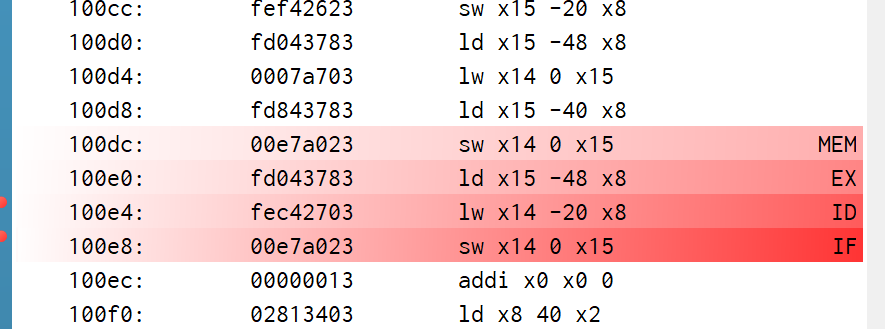 100cc: fef42623 sw x15 -20 x8
100d0: fd043783 ld x15 -48 x8
100d4: 0007a703 lw x14 0 x15
100d8: fd843783 ld x15 -40 x8
100dc: 00e7a023 sw x14 0 x15 MEM
100e0: fd043783 ld x15 -48 x8 EX
100e4: fec42703 lw x14 -20 x8 ID
100e8: 00e7a023 sw x14 0 x15 IF
100ec: 00000013 addi x0 x0 0
100f0: 02813403 ld x8 40 x2